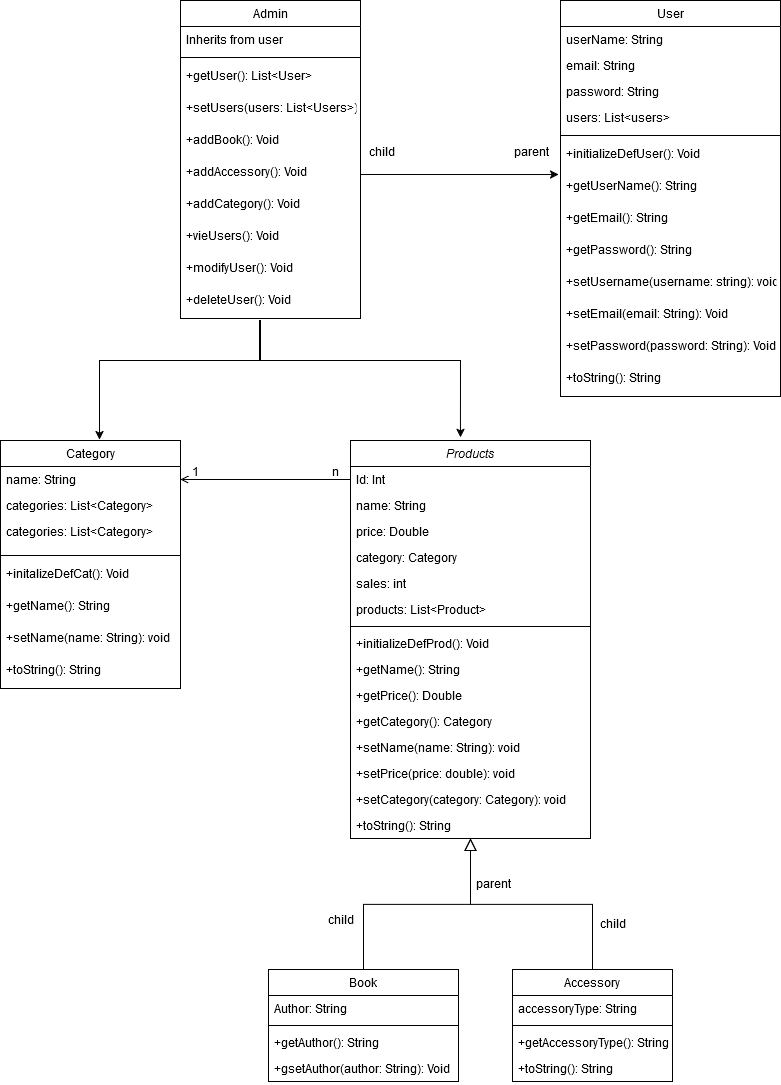 Admin
Inherits from user
+getUser(): List<User>
+setUsers(users: List<Users>)
+addBook(): Void
+addAccessory(): Void
+addCategory(): Void
+vieUsers(): Void
+modifyUser(): Void
+deleteUser(): Void
child
parent
User
userName: String
email: String
password: String
users: List<users>
+initializeDefUser(): Void
+getUserName(): String
+getEmail(): String
+getPassword(): String
+setUsername(username: string): void
+setEmail(email: String): Void
+setPassword(password: String): Void
+toString(): String
Category
name: String
categories: List<Category>
categories: List<Category>
+initalizeDefCat(): Void
+getName(): String
+setName(name: String): void
+toString(): String
1
n
Products
Id: Int
name: String
price: Double
category: Category
sales: int
products: List<Product>
+initializeDefProd(): Void
+getName(): String
+getPrice(): Double
+getCategory(): Category
+setName(name: String): void
+setPrice(price: double): void
+setCategory(category: Category): void
+toString(): String
parent
child
child
Book
Author: String
+getAuthor(): String
+gsetAuthor(author: String): Void
Accessory
accessoryType: String
+getAccessoryType(): String
+toString(): String